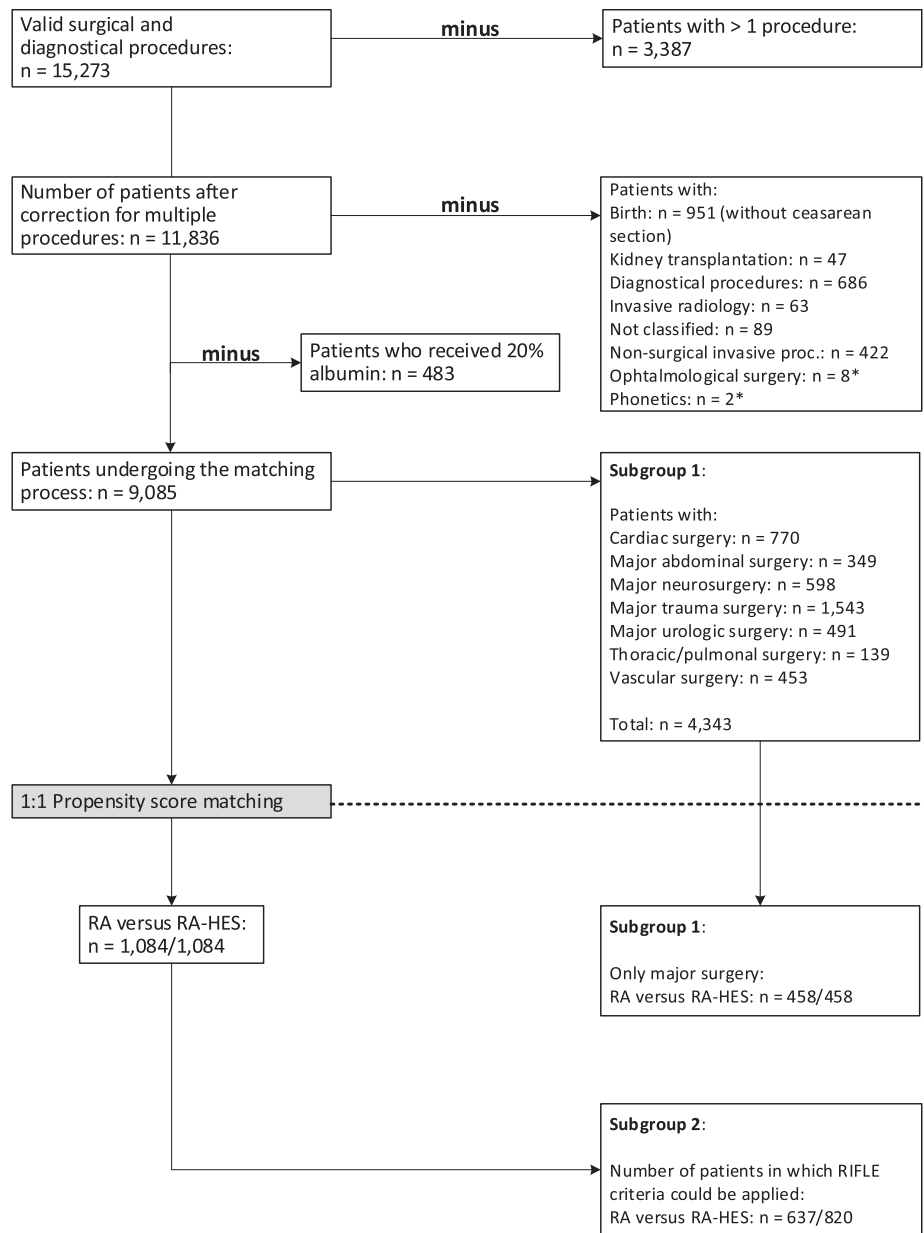 Valid surgical and
diagnostical procedures:
n = 15,273
minus
Patients with > 1 procedure:
n = 3,387
Number of patients after
correction for multiple
procedures: n = 11,836
minus
Patients with:
Birth: n = 951 (without ceasarean
section)
Kidney transplantation: n = 47
Diagnostical procedures: n = 686
Invasive radiology: n = 63
Not classified: n = 89
Non-surgical invasive proc.: n = 422
Ophtalmological surgery: n = 8*
Phonetics: n = 2*
minus
Patients who received 20%
albumin: n = 483
Patients undergoing the matching
process: n = 9,085
Subgroup 1:
Patients with:
Cardiac surgery: n = 770
Major abdominal surgery: n = 349
Major neurosurgery: n = 598
Major trauma surgery: n = 1,543
Major urologic surgery: n = 491
Thoracic/pulmonal surgery: n = 139
Vascular surgery: n = 453
Total: n = 4,343
1:1 Propensity score matching
RA versus RA-HES:
n = 1,084/1,084
Subgroup 1:
Only major surgery:
RA versus RA-HES: n = 458/458
Subgroup 2:
Number of patients in which RIFLE
criteria could be applied:
RA versus RA-HES: n = 637/820